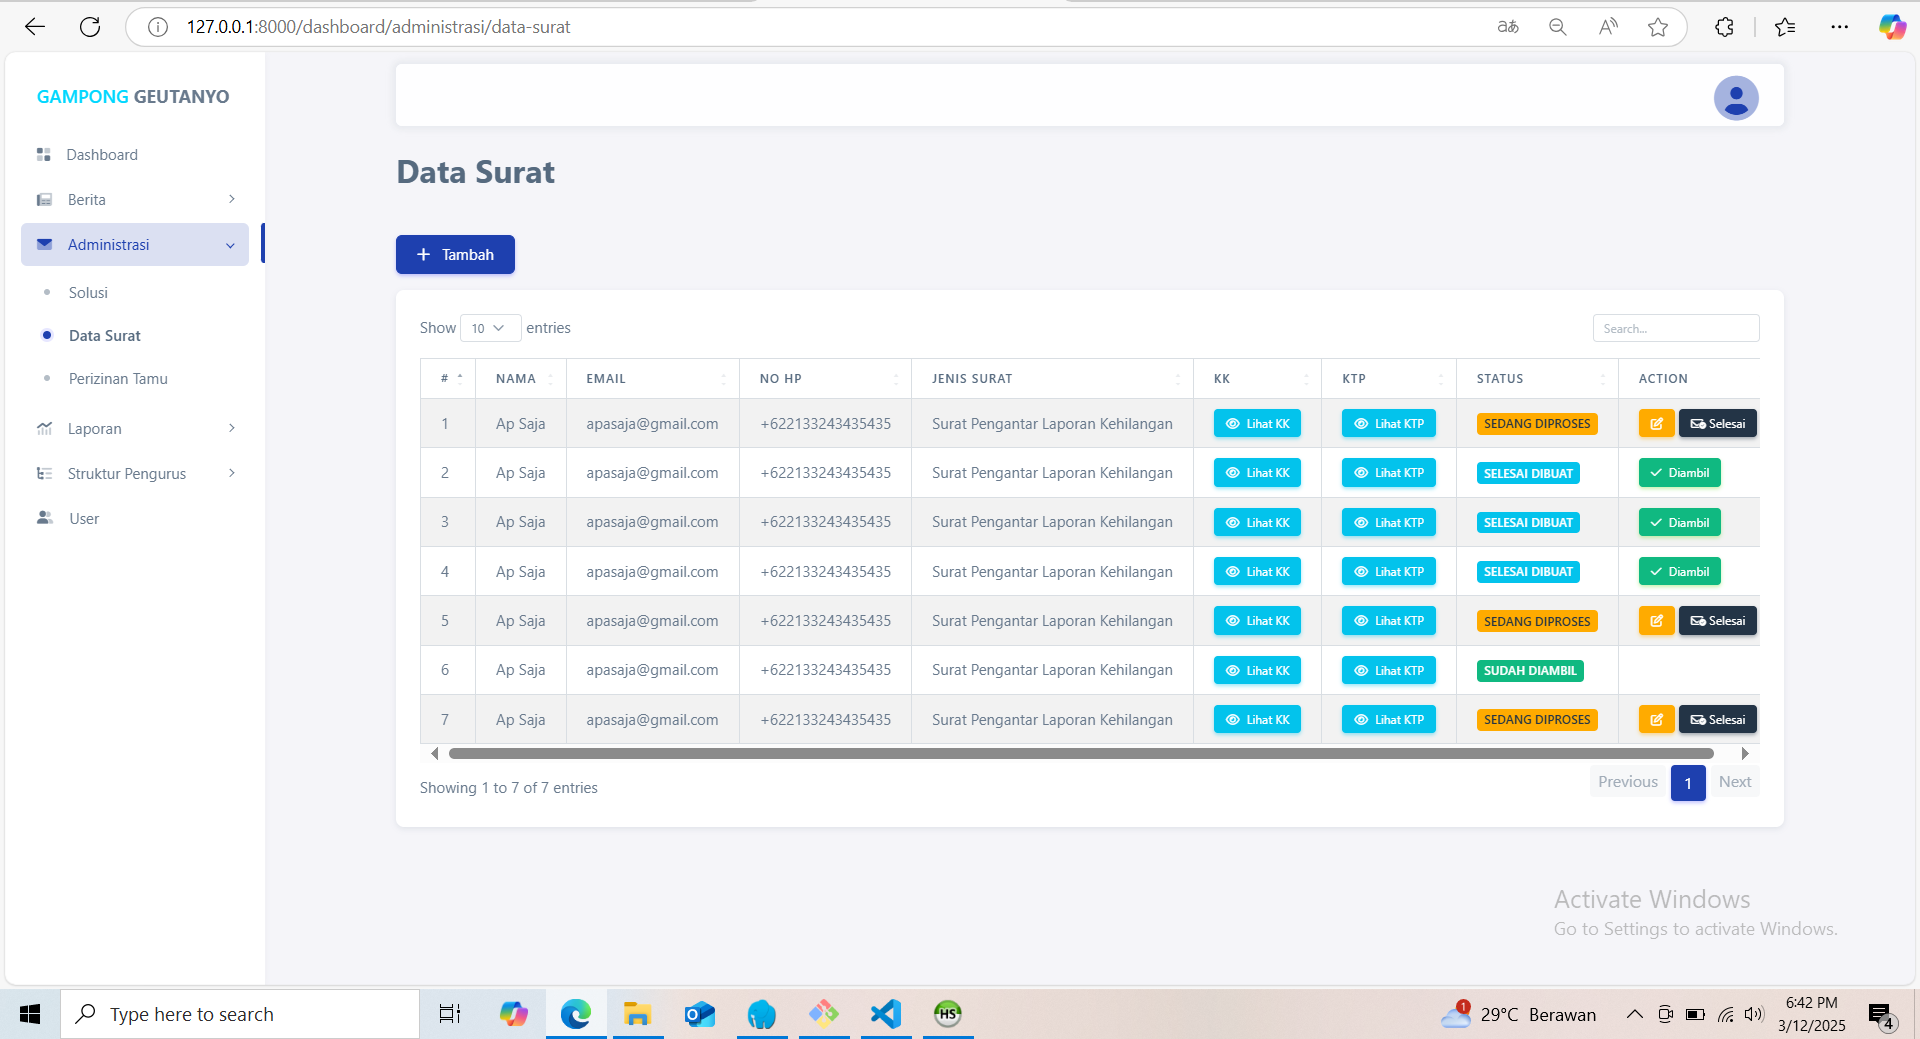 127.0.0.1:8000/dashboard/administrasi/data-surat
GAMPONG GEUTANYO
Dashboard
Berita
Administrasi
Solusi
Data Surat
Perizinan Tamu
Laporan
Struktur Pengurus
User
Data Surat
+ Tambah
Show 10 entries
Search...
# NAMA EMAIL NO HP JENIS SURAT KK KTP STATUS ACTION
1 Ap Saja apasaja@gmail.com +622133243435435 Surat Pengantar Laporan Kehilangan Lihat KK Lihat KTP SEDANG DIPROSES Selesai
2 Ap Saja apasaja@gmail.com +622133243435435 Surat Pengantar Laporan Kehilangan Lihat KK Lihat KTP SELESAI DIBUAT Diambil
3 Ap Saja apasaja@gmail.com +622133243435435 Surat Pengantar Laporan Kehilangan Lihat KK Lihat KTP SELESAI DIBUAT Diambil
4 Ap Saja apasaja@gmail.com +622133243435435 Surat Pengantar Laporan Kehilangan Lihat KK Lihat KTP SELESAI DIBUAT Diambil
5 Ap Saja apasaja@gmail.com +622133243435435 Surat Pengantar Laporan Kehilangan Lihat KK Lihat KTP SEDANG DIPROSES Selesai
6 Ap Saja apasaja@gmail.com +622133243435435 Surat Pengantar Laporan Kehilangan Lihat KK Lihat KTP SUDAH DIAMBIL
7 Ap Saja apasaja@gmail.com +622133243435435 Surat Pengantar Laporan Kehilangan Lihat KK Lihat KTP SEDANG DIPROSES Selesai
Showing 1 to 7 of 7 entries
Previous 1 Next
Activate Windows
Go to Settings to activate Windows.
Type here to search
HS
1
29°C Berawan
6:42 PM
3/12/2025
4